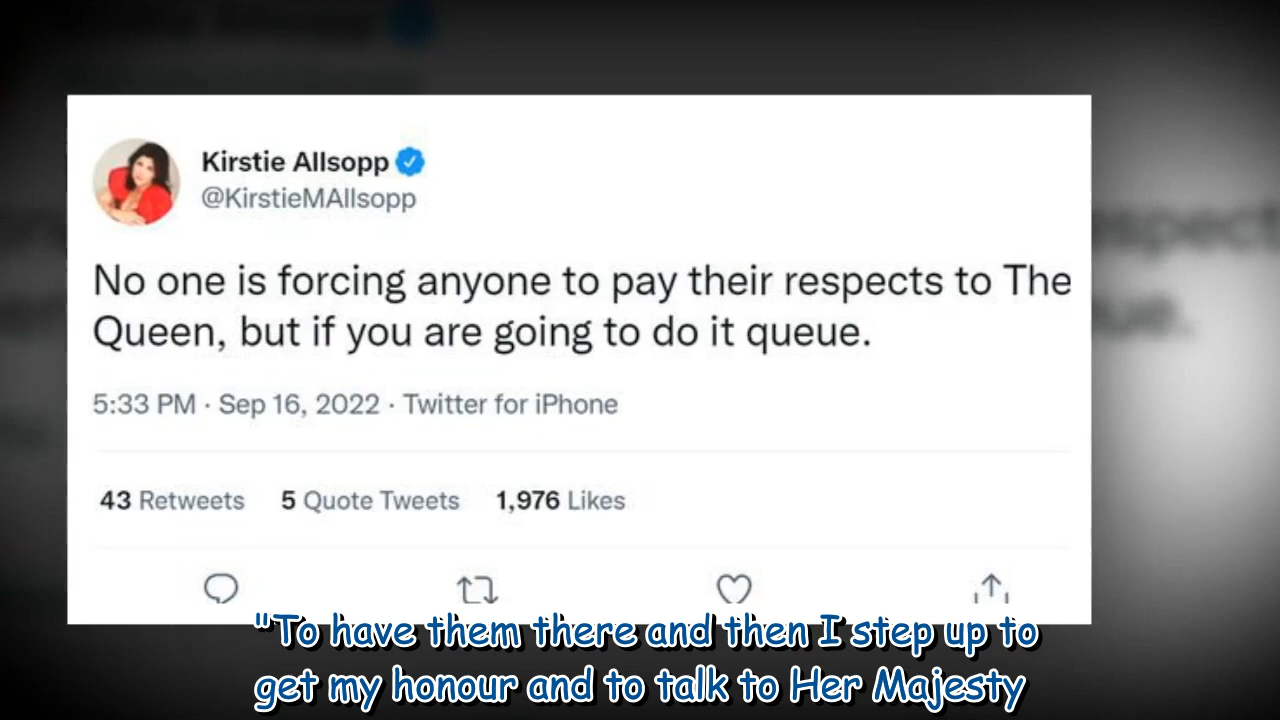 Kirstie Allsopp
@KirstieMAllsopp
No one is forcing anyone to pay their respects to The
Queen, but if you are going to do it queue.
5:33 PM · Sep 16, 2022 · Twitter for iPhone
43 Retweets 5 Quote Tweets 1,976 Likes
"To have them there and then I step up to
get my honour and to talk to Her Majesty